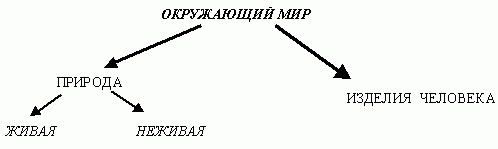 ОКРУЖАЮЩИЙ МИР
ПРИРОДА
ИЗДЕЛИЯ ЧЕЛОВЕКА
ЖИВАЯ
НЕЖИВАЯ